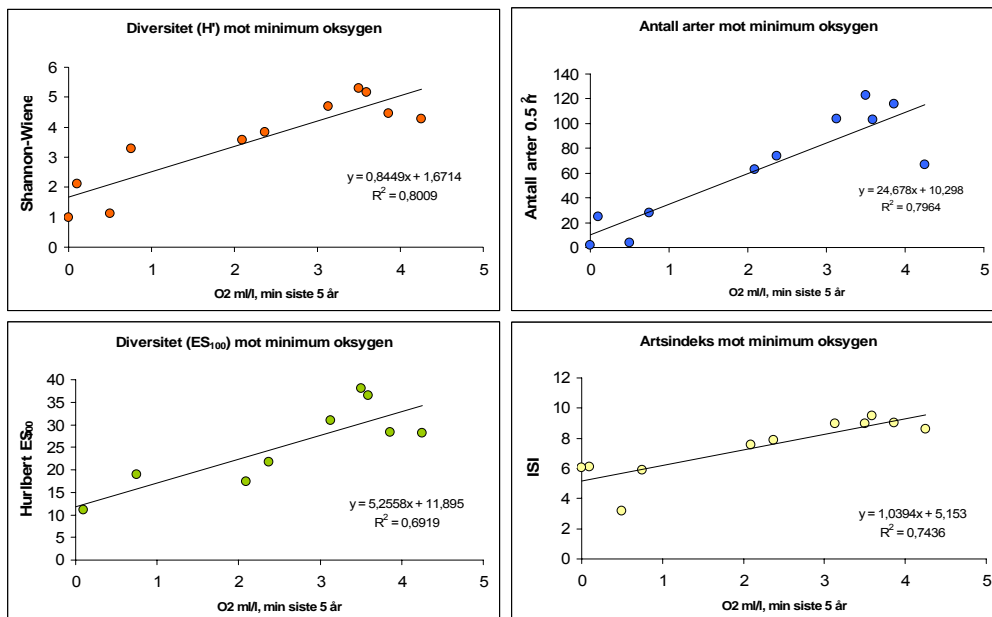 Diversitet (H') mot minimum oksygen
Shannon-Wiene
6
5
4
3
2
1
0
y = 0,8449x + 1,6714
R² = 0,8009
0 1 2 3 4 5
O2 ml/l, min siste 5 år
Antall arter mot minimum oksygen
Antall arter 0.5
140
120
100
80
60
40
20
0
y = 24,678x + 10,298
R² = 0,7964
0 1 2 3 4 5
O2 ml/l, min siste 5 år
Diversitet (ES₁₀₀) mot minimum oksygen
Hurlbert
40
35
30
25
20
15
10
5
0
y = 5,2558x + 11,895
R² = 0,6919
0 1 2 3 4 5
O2 ml/l, min siste 5 år
Artsindeks mot minimum oksygen
ISI
12
10
8
6
4
2
0
y = 1,0394x + 5,153
R² = 0,7436
0 1 2 3 4 5
O2 ml/l, min siste 5 år